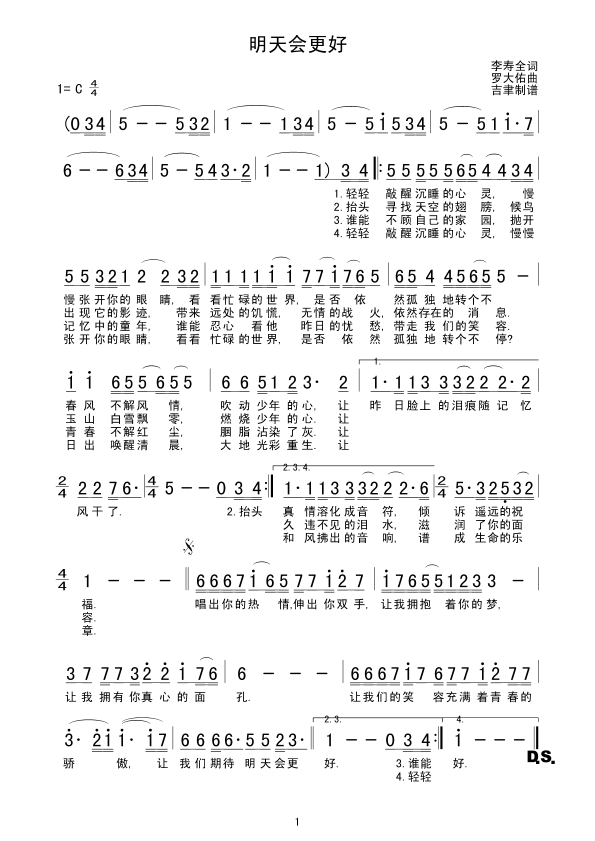 明天会更好
李寿全词
罗大佑曲
吉聿制谱
1= C 4/4
(0 3 4 | 5 - - 5 3 2 | 1 - - 1 3 4 | 5 - 5 i 5 3 4 | 5 - 5 1 i · 7
6 - - 6 3 4 | 5 - 5 4 3 · 2 | 1 - - 1 ) 3 4 |: 5 5 5 5 5 6 5 4 4 3 4
1.轻轻 敲醒沉睡的心 灵, 慢
2.抬头 寻找天空的翅 膀, 候鸟
3.谁能 不顾自己的家 园, 抛开
4.轻轻 敲醒沉睡的心 灵, 慢慢
5 5 3 2 1 2 2 3 2 | 1 1 1 1 i i 7 7 i 7 6 5 | 6 5 4 4 5 6 5 5 -
慢张开你的眼 睛, 看 看忙碌的世 界, 是否 依 然孤独 地转个不
出现它的影迹, 带来 远处的饥荒, 无情的战 火, 依然存在的 消 息.
记忆中的童年, 谁能 忍心 看他 昨日的忧 愁, 带走我们的笑 容.
张开你的眼睛, 看看 忙碌的世界, 是否 依 然 孤独 地 转个不 停?
1.
i i 6 5 5 5 6 5 5 | 6 6 5 1 2 3 · 2 | 1 · 1 1 3 3 3 2 2 2 · 2
春风 不解风 情, 吹动少年的心, 让 昨 日脸上的泪痕随记忆
玉山 白雪飘 零, 燃烧少年的心. 让
青春 不解红 尘, 胭脂沾染了灰. 让
日出 唤醒清 晨, 大地光彩重生. 让
2.3.4.
2/4 2 2 7 6 · | 4/4 5 - - 0 3 4 :| 1 · 1 1 3 3 3 2 2 2 · 6 | 2/4 5 2 5 3 2
风干了. 2.抬头 真 情溶化成音 符, 倾 诉 遥远的祝
久 违不见的泪 水, 滋 润 了你的面
和 风拂出的音 响, 谱 成 生命的乐
4/4 1 - - - ‖ 6 6 6 7 i 6 5 7 7 i 2 7 | i 7 6 5 5 1 2 3 3 - -
福. 唱出你的热 情,伸出你双手, 让我拥抱 着你的梦,
容.
章.
3 7 7 7 3 2 2 i 7 6 | 6 - - - | 6 6 6 7 i 6 5 7 7 i 2 7
让我 拥有你真心的面 孔. 让我们的笑 容充满着青春的
2.3. 4.
3 · 2 i i · i 7 | 6 6 6 6 · 5 5 2 3 · ‖ 1 - - 0 3 4 :| i - - - ‖
骄 傲, 让 我们期待 明天会更 好. 3.谁能 好.
4.轻轻
D.S.
1